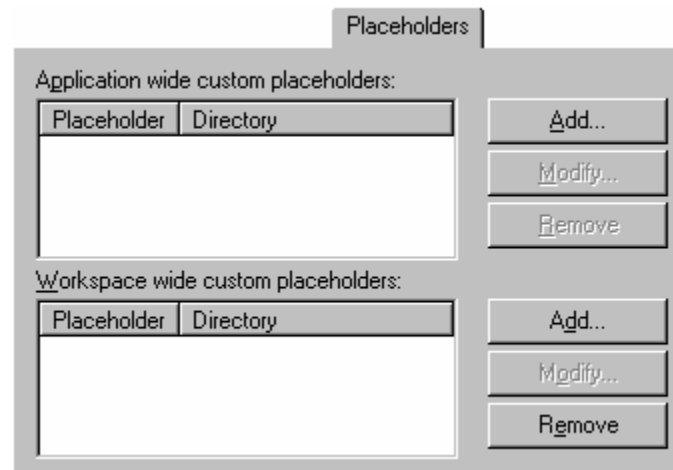 Placeholders
Application wide custom placeholders:
Placeholder Directory
Add...
Modify...
Remove
Workspace wide custom placeholders:
Placeholder Directory
Add...
Modify...
Remove